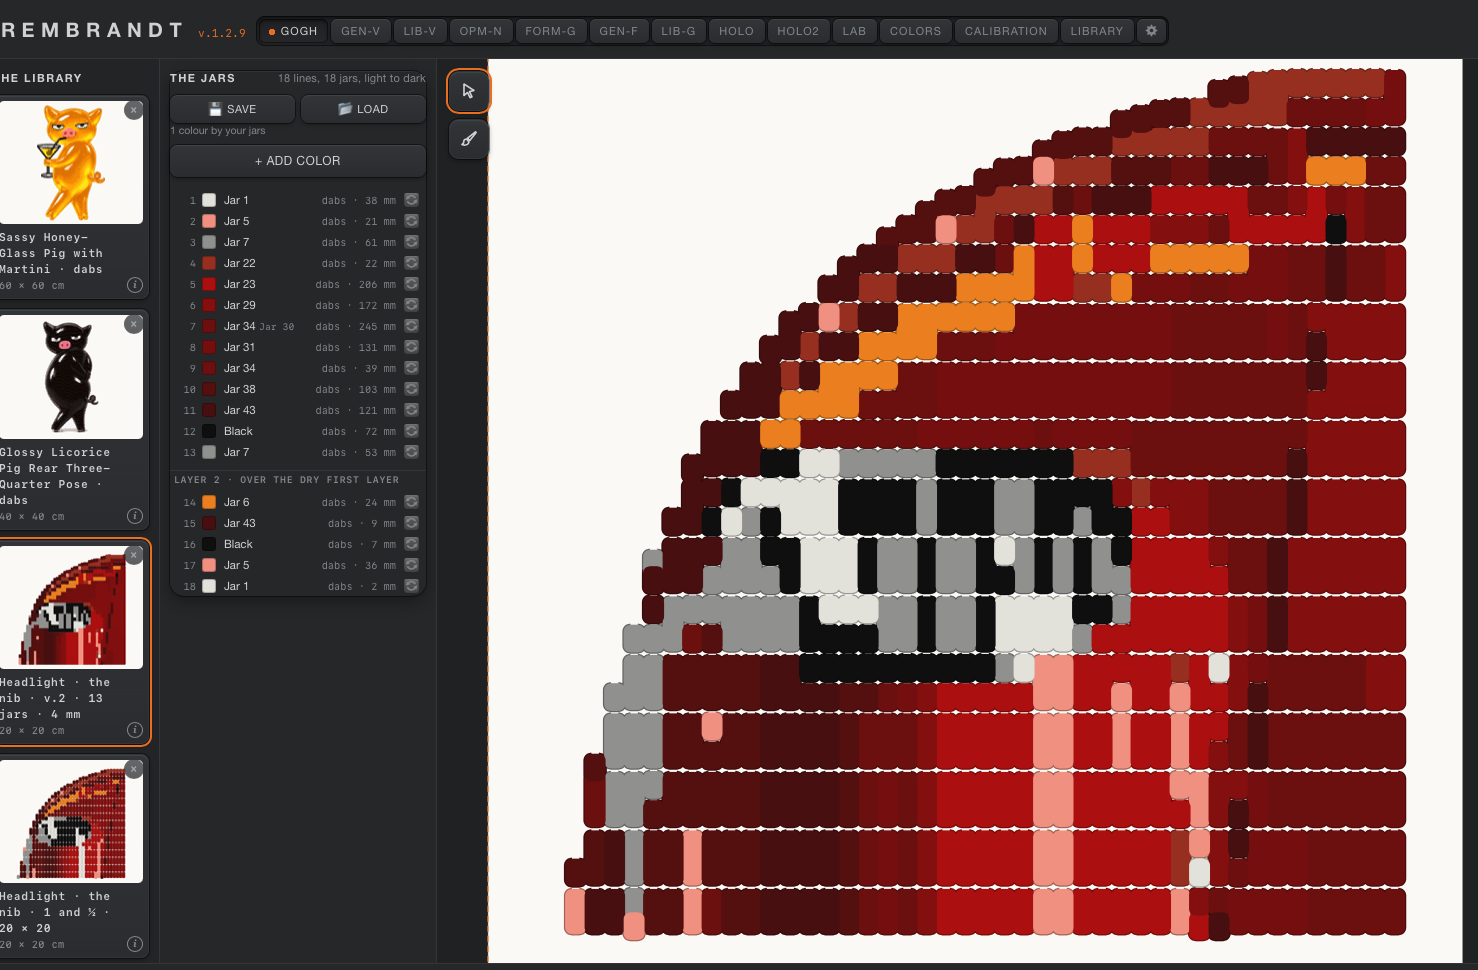 REMBRANDT v.1.2.9 GOGH GEN-V LIB-V OPM-N FORM-G GEN-F LIB-G HOLO HOLO2 LAB COLORS CALIBRATION LIBRARY
HE LIBRARY
Sassy Honey-
Glass Pig with
Martini · dabs
60 × 60 cm
Glossy Licorice
Pig Rear Three-
Quarter Pose ·
dabs
40 × 40 cm
Headlight · the
nib · v.2 · 13
jars · 4 mm
20 × 20 cm
Headlight · the
nib · 1 and ½ ·
20 × 20
20 × 20 cm
THE JARS 18 lines, 18 jars, light to dark
SAVE LOAD
1 colour by your jars
+ ADD COLOR
1 Jar 1 dabs · 38 mm
2 Jar 5 dabs · 21 mm
3 Jar 7 dabs · 61 mm
4 Jar 22 dabs · 22 mm
5 Jar 23 dabs · 206 mm
6 Jar 29 dabs · 172 mm
7 Jar 34 Jar 30 dabs · 245 mm
8 Jar 31 dabs · 131 mm
9 Jar 34 dabs · 39 mm
10 Jar 38 dabs · 103 mm
11 Jar 43 dabs · 121 mm
12 Black dabs · 72 mm
13 Jar 7 dabs · 53 mm
LAYER 2 · OVER THE DRY FIRST LAYER
14 Jar 6 dabs · 24 mm
15 Jar 43 dabs · 9 mm
16 Black dabs · 7 mm
17 Jar 5 dabs · 36 mm
18 Jar 1 dabs · 2 mm